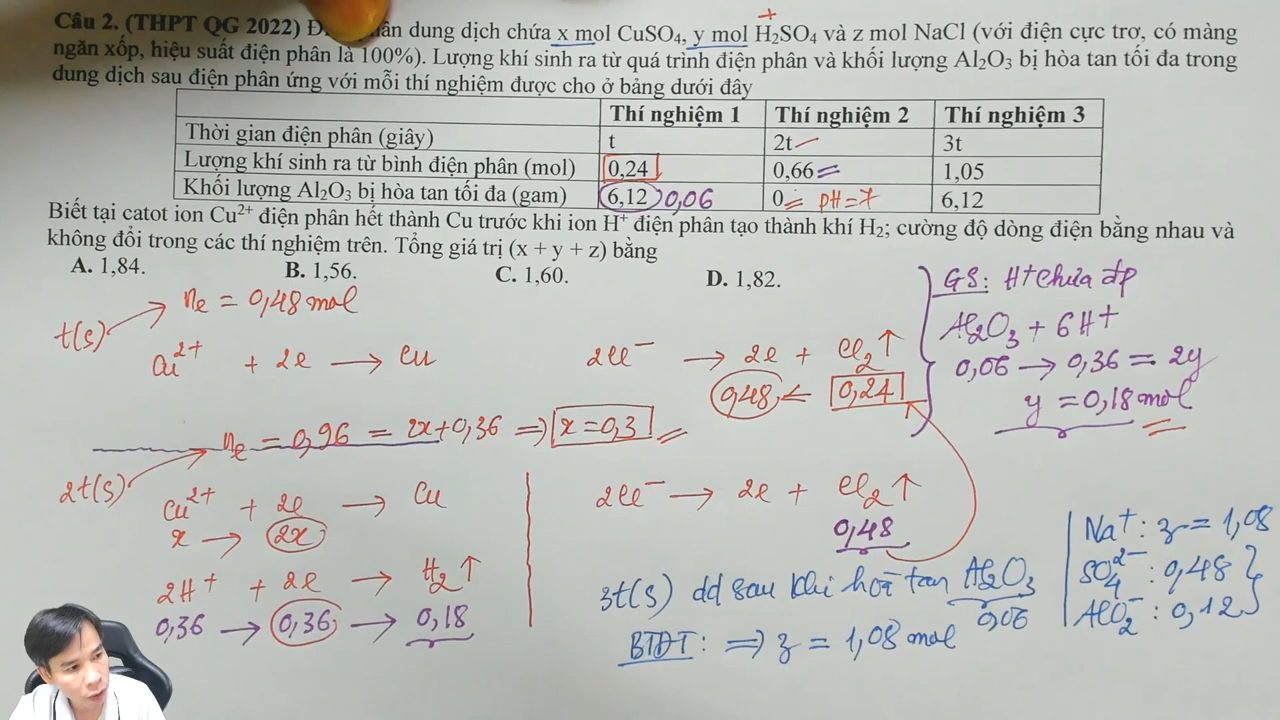 Câu 2. (THPT QG 2022) dung dịch chứa x mol CuSO₄, y mol H₂SO₄ và z mol NaCl (với điện cực trơ, có màng
+
ngăn xốp, hiệu suất điện phân là 100%). Lượng khí sinh ra từ quá trình điện phân và khối lượng Al₂O₃ bị hòa tan tối đa trong
dung dịch sau điện phân ứng với mỗi thí nghiệm được cho ở bảng dưới đây
Thí nghiệm 1 Thí nghiệm 2 Thí nghiệm 3
Thời gian điện phân (giây) t 2t 3t
Lượng khí sinh ra từ bình điện phân (mol) 0,24 0,66 1,05
Khối lượng Al₂O₃ bị hòa tan tối đa (gam) 6,12 0,06 0 pH=7 6,12
Biết tại catot ion Cu²⁺ điện phân hết thành Cu trước khi ion H⁺ điện phân tạo thành khí H₂; cường độ dòng điện bằng nhau và
không đổi trong các thí nghiệm trên. Tổng giá trị (x + y + z) bằng
A. 1,84. B. 1,56. C. 1,60. D. 1,82.
t(s) ne = 0,48 mol
Cu²⁺ + 2e → Cu
2Cl⁻ → 2e + Cl₂↑
0,48 ← 0,24
GS: H⁺ chưa đp
Al₂O₃ + 6H⁺
0,06 → 0,36 = 2y
y = 0,18 mol
2t(s) ne = 0,96 = 2x+0,36 ⇒ x = 0,3
Cu²⁺ + 2e → Cu
x → 2x
2H⁺ + 2e → H₂↑
0,36 → 0,36 → 0,18
2Cl⁻ → 2e + Cl₂↑
0,48
3t(s) dd sau khi hoà tan Al₂O₃
0,06
BTĐT: ⇒ z = 1,08 mol
Na⁺: z = 1,08
SO₄²⁻: 0,48
AlO₂⁻: 0,12